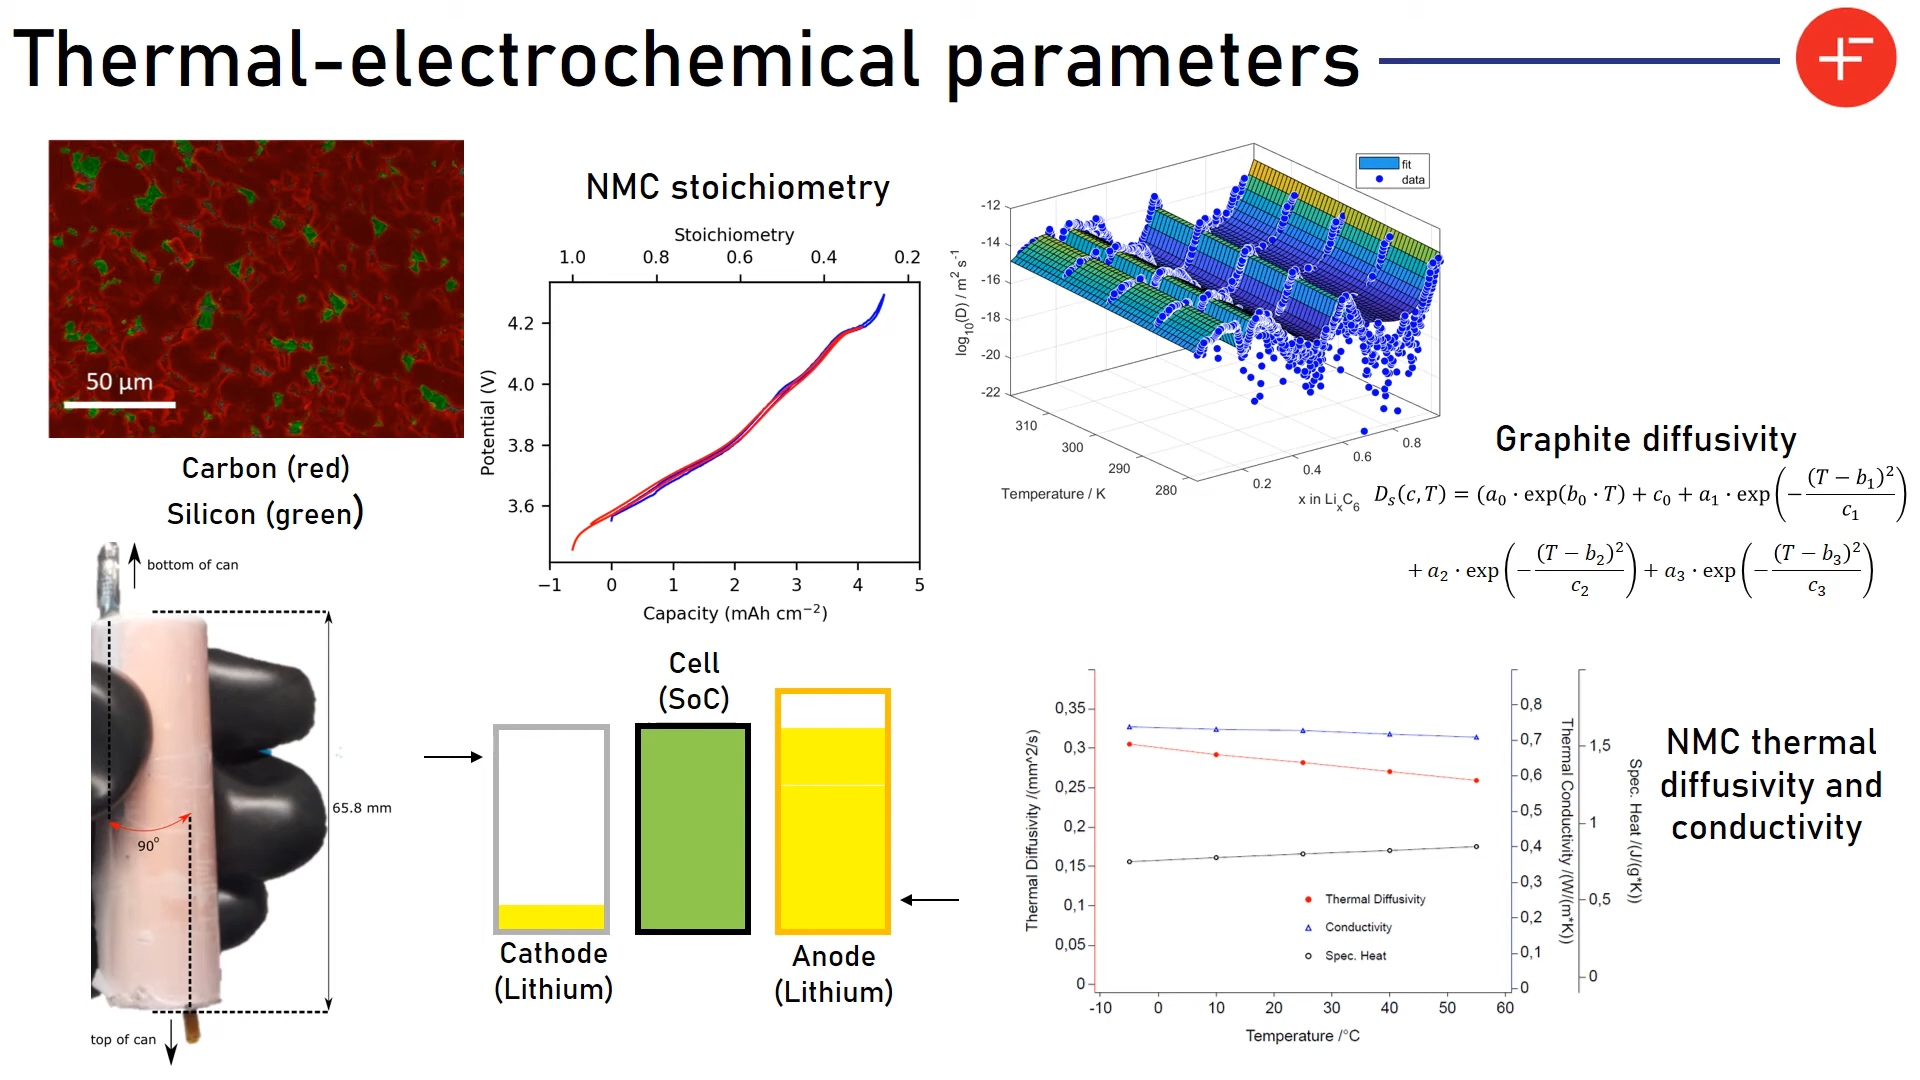 Thermal-electrochemical parameters
50 µm
Carbon (red)
Silicon (green)
bottom of can
65.8 mm
90°
top of can
NMC stoichiometry
Stoichiometry
1.0 0.8 0.6 0.4 0.2
Potential (V)
4.2
4.0
3.8
3.6
−1 0 1 2 3 4 5
Capacity (mAh cm⁻²)
Cell
(SoC)
Cathode
(Lithium)
Anode
(Lithium)
fit
data
log₁₀(D) / m² s⁻¹
-12
-14
-16
-18
-20
-22
310
300
290
280
Temperature / K
0.2
0.4
0.6
0.8
x in LiₓC₆
Graphite diffusivity
D_s(c, T) = (a₀ · exp(b₀ · T) + c₀ + a₁ · exp(−(T − b₁)²/c₁)
+ a₂ · exp(−(T − b₂)²/c₂) + a₃ · exp(−(T − b₃)²/c₃)
Thermal Diffusivity /(mm^2/s)
0,35
0,3
0,25
0,2
0,15
0,1
0,05
0
0,8
0,7
0,6
0,5
0,4
0,3
0,2
0,1
0
Thermal Conductivity /(W/(m*K))
1,5
1
0,5
0
Spec. Heat /(J/(g*K))
Thermal Diffusivity
Conductivity
Spec. Heat
-10 0 10 20 30 40 50 60
Temperature /°C
NMC thermal
diffusivity and
conductivity